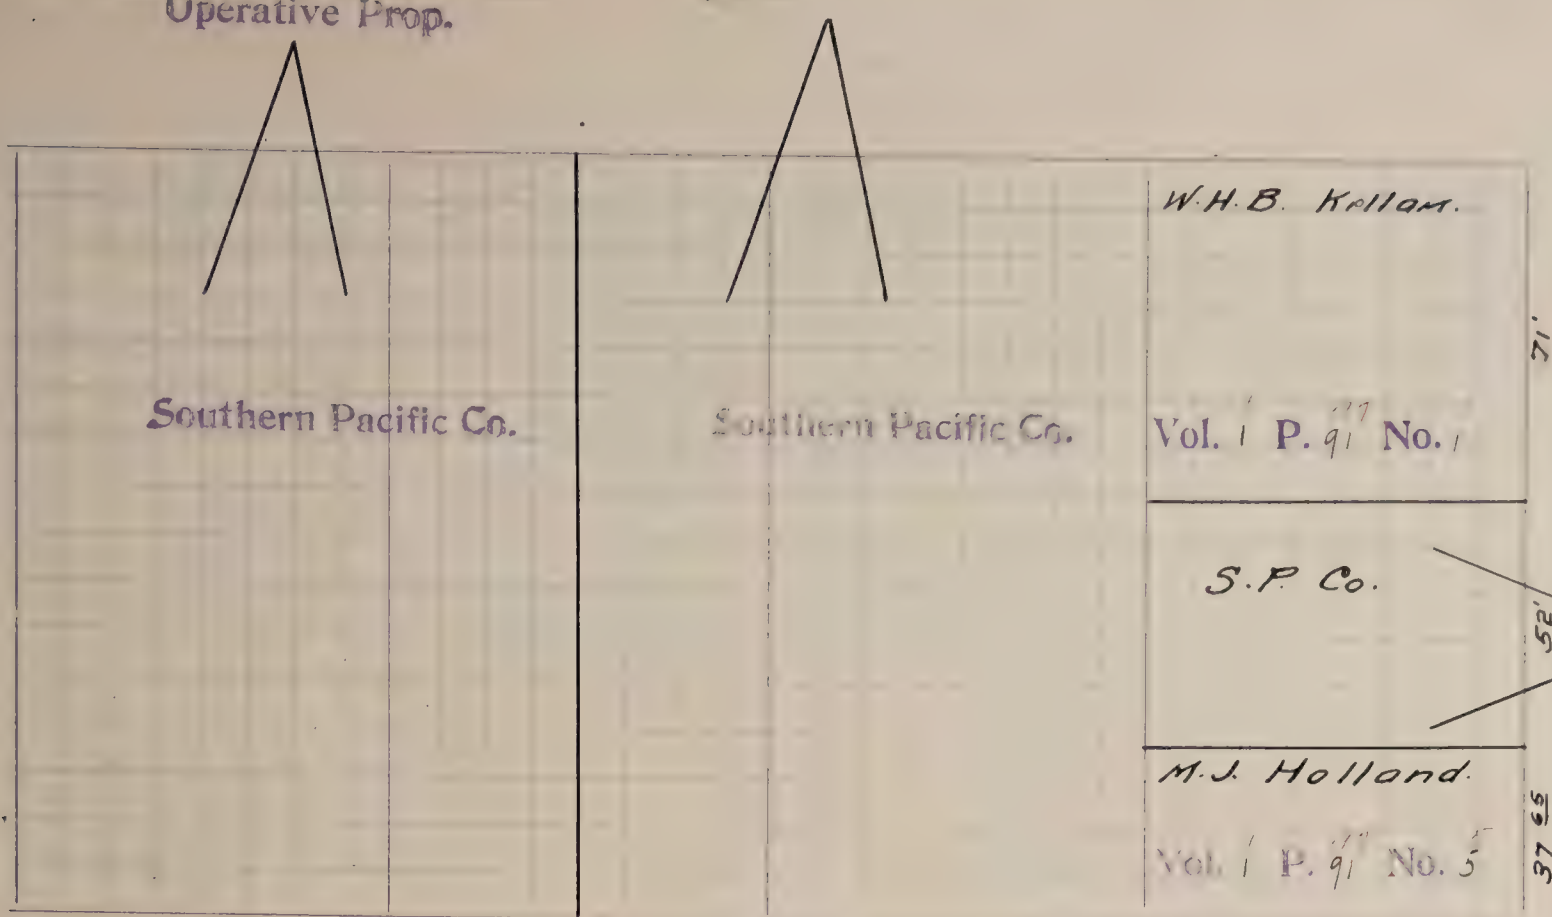 Operative Prop.
W.H.B. Kellam.
71'
Southern Pacific Co.
Southern Pacific Co.
Vol. 1 P. 91 No. 1
S.P. Co.
52'
M.J. Holland.
37 65
Vol. 1 P. 91 No. 5